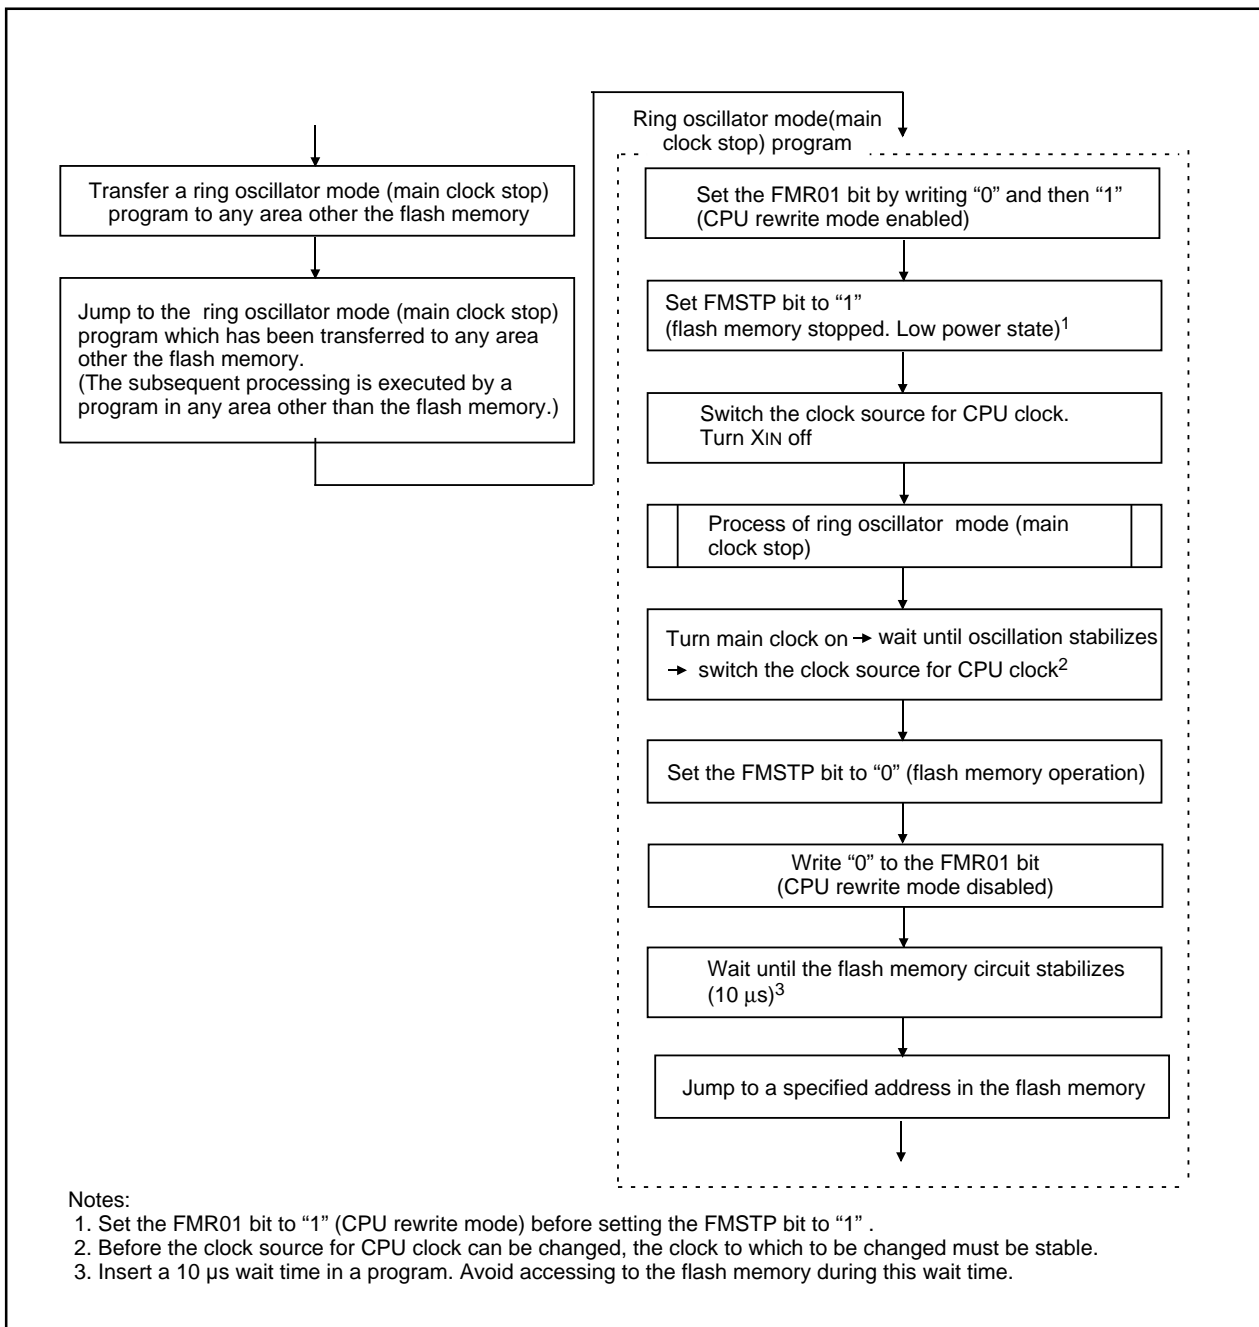 Transfer a ring oscillator mode (main clock stop)
program to any area other the flash memory
Jump to the ring oscillator mode (main clock stop)
program which has been transferred to any area
other the flash memory.
(The subsequent processing is executed by a
program in any area other than the flash memory.)
Ring oscillator mode(main
clock stop) program
Set the FMR01 bit by writing “0” and then “1”
(CPU rewrite mode enabled)
Set FMSTP bit to “1”
(flash memory stopped. Low power state)1
Switch the clock source for CPU clock.
Turn XIN off
Process of ring oscillator mode (main
clock stop)
Turn main clock on → wait until oscillation stabilizes
→ switch the clock source for CPU clock2
Set the FMSTP bit to “0” (flash memory operation)
Write “0” to the FMR01 bit
(CPU rewrite mode disabled)
Wait until the flash memory circuit stabilizes
(10 μs)3
Jump to a specified address in the flash memory
Notes:
1. Set the FMR01 bit to “1” (CPU rewrite mode) before setting the FMSTP bit to “1” .
2. Before the clock source for CPU clock can be changed, the clock to which to be changed must be stable.
3. Insert a 10 µs wait time in a program. Avoid accessing to the flash memory during this wait time.